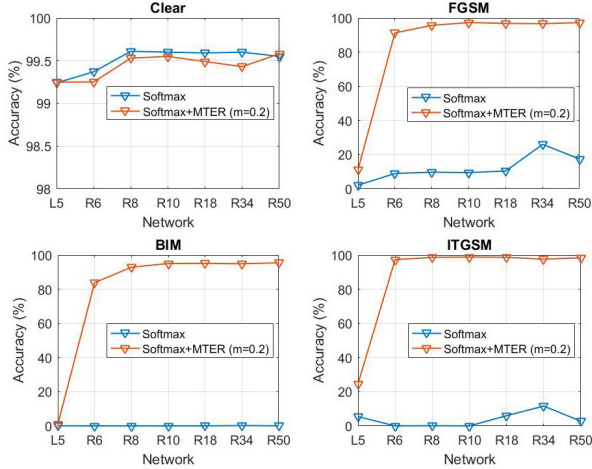 Clear
Accuracy (%)
99.5
99
98.5
98
Softmax
Softmax+MTER (m=0.2)
L5 R6 R8 R10 R18 R34 R50
Network
FGSM
Accuracy (%)
100
80
60
40
20
0
Softmax
Softmax+MTER (m=0.2)
L5 R6 R8 R10 R18 R34 R50
Network
BIM
Accuracy (%)
100
80
60
40
20
0
Softmax
Softmax+MTER (m=0.2)
L5 R6 R8 R10 R18 R34 R50
Network
ITGSM
Accuracy (%)
100
80
60
40
20
0
Softmax
Softmax+MTER (m=0.2)
L5 R6 R8 R10 R18 R34 R50
Network